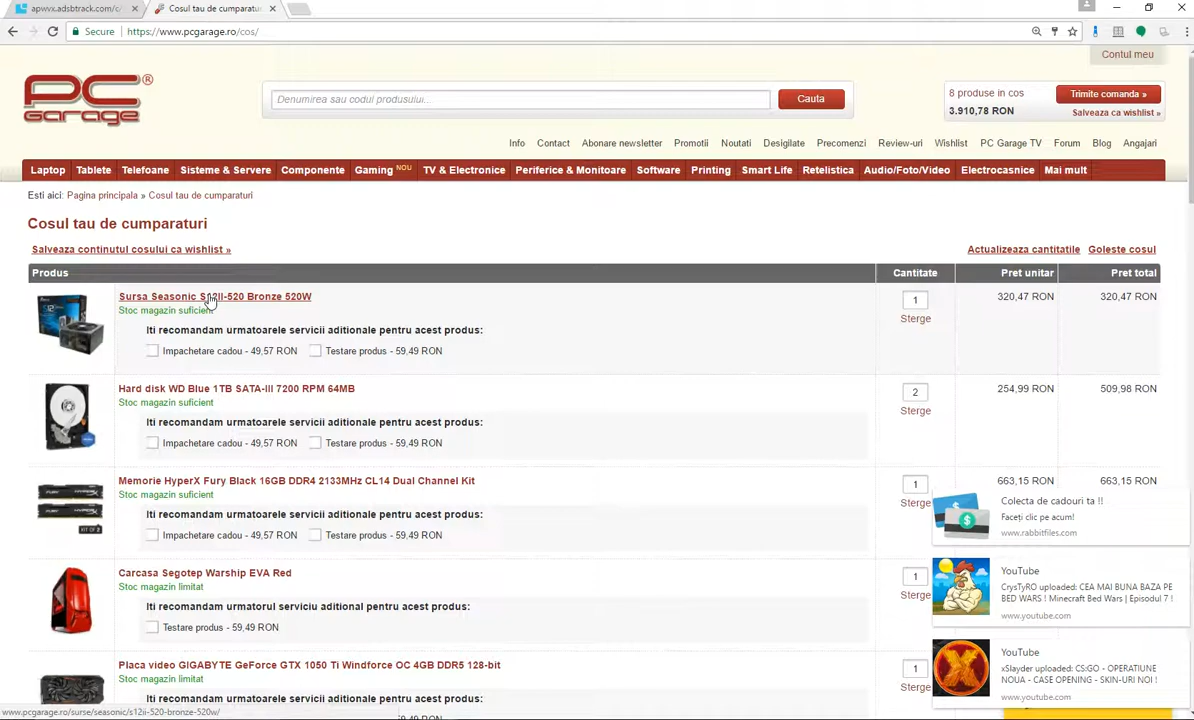 apwvx.adsbtrack.com/c/
Cosul tau de cumparaturi
Secure
https://www.pcgarage.ro/cos/
Contul meu
PC GARAGE ®
Denumirea sau codul produsului...
Cauta
8 produse in cos
3.910,78 RON
Trimite comanda »
Salveaza ca wishlist »
Info Contact Abonare newsletter Promotii Noutati Desigilate Precomenzi Review-uri Wishlist PC Garage TV Forum Blog Angajari
Laptop Tablete Telefoane Sisteme & Servere Componente Gaming NOU TV & Electronice Periferice & Monitoare Software Printing Smart Life Retelistica Audio/Foto/Video Electrocasnice Mai mult
Esti aici: Pagina principala » Cosul tau de cumparaturi
Cosul tau de cumparaturi
Salveaza continutul cosului ca wishlist »
Actualizeaza cantitatile Goleste cosul
Produs Cantitate Pret unitar Pret total
Sursa Seasonic S12II-520 Bronze 520W 1 320,47 RON 320,47 RON
Stoc magazin suficient
Sterge
Iti recomandam urmatoarele servicii aditionale pentru acest produs:
Impachetare cadou - 49,57 RON Testare produs - 59,49 RON
Hard disk WD Blue 1TB SATA-III 7200 RPM 64MB 2 254,99 RON 509,98 RON
Stoc magazin suficient
Sterge
Iti recomandam urmatoarele servicii aditionale pentru acest produs:
Impachetare cadou - 49,57 RON Testare produs - 59,49 RON
Memorie HyperX Fury Black 16GB DDR4 2133MHz CL14 Dual Channel Kit 1 663,15 RON 663,15 RON
Stoc magazin suficient
Sterge
Iti recomandam urmatoarele servicii aditionale pentru acest produs:
Impachetare cadou - 49,57 RON Testare produs - 59,49 RON
Colecta de cadouri ta !!
Faceți clic pe acum!
www.rabbitfiles.com
Carcasa Segotep Warship EVA Red 1
Stoc magazin limitat
Sterge
Iti recomandam urmatorul serviciu aditional pentru acest produs:
Testare produs - 59,49 RON
YouTube
CrysTyRO uploaded: CEA MAI BUNA BAZA PE
BED WARS ! Minecraft Bed Wars | Episodul 7 !
www.youtube.com
Placa video GIGABYTE GeForce GTX 1050 Ti Windforce OC 4GB DDR5 128-bit 1
Stoc magazin limitat
Sterge
Iti recomandam urmatoarele servicii aditionale pentru acest produs:
59,49 RON
YouTube
xSlayder uploaded: CS:GO - OPERATIUNE
NOUA - CASE OPENING - SKIN-URI NOI !
www.youtube.com
www.pcgarage.ro/surse/seasonic/s12ii-520-bronze-520w/